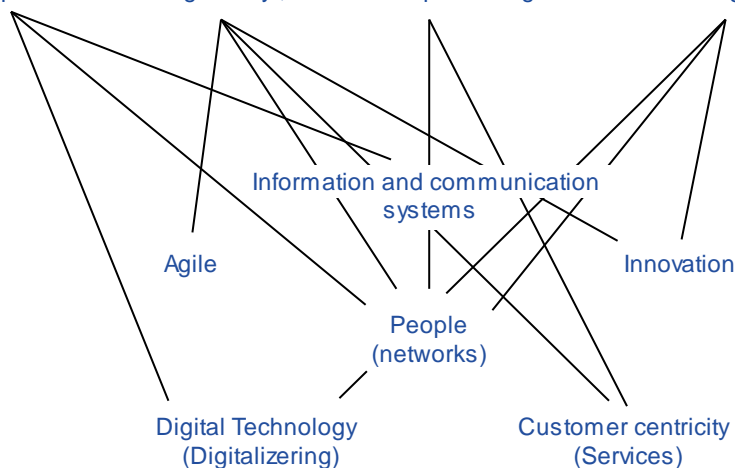 Information and communication
systems
Agile
Innovation
People
(networks)
Digital Technology
(Digitalizering)
Customer centricity
(Services)